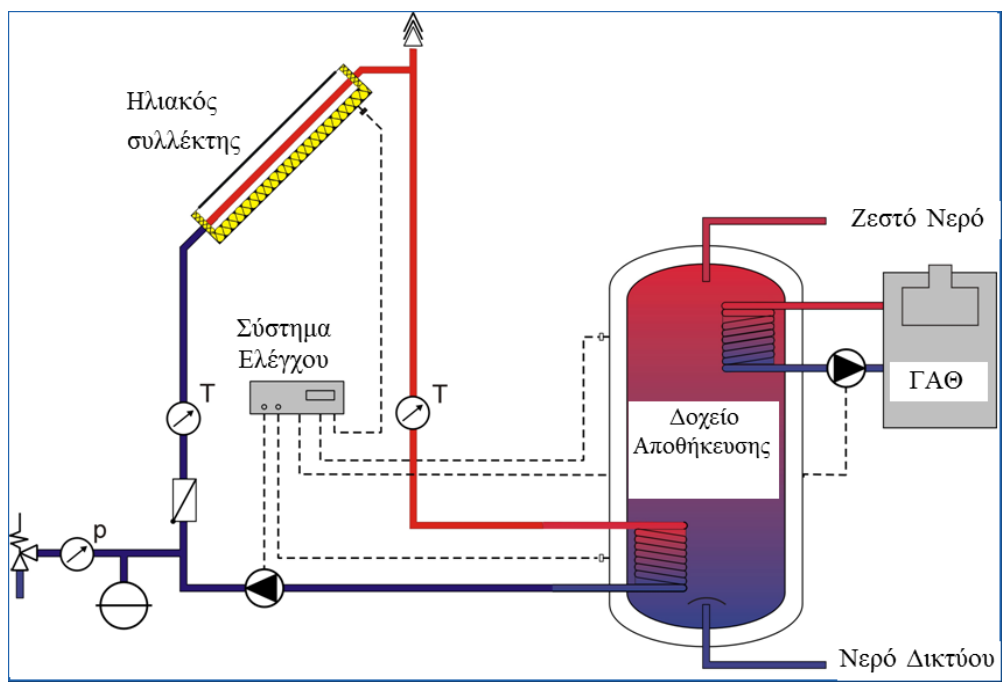 Ηλιακός
συλλέκτης
Ζεστό Νερό
Σύστημα
Ελέγχου
T
T
ΓΑΘ
Δοχείο
Αποθήκευσης
p
Νερό Δικτύου